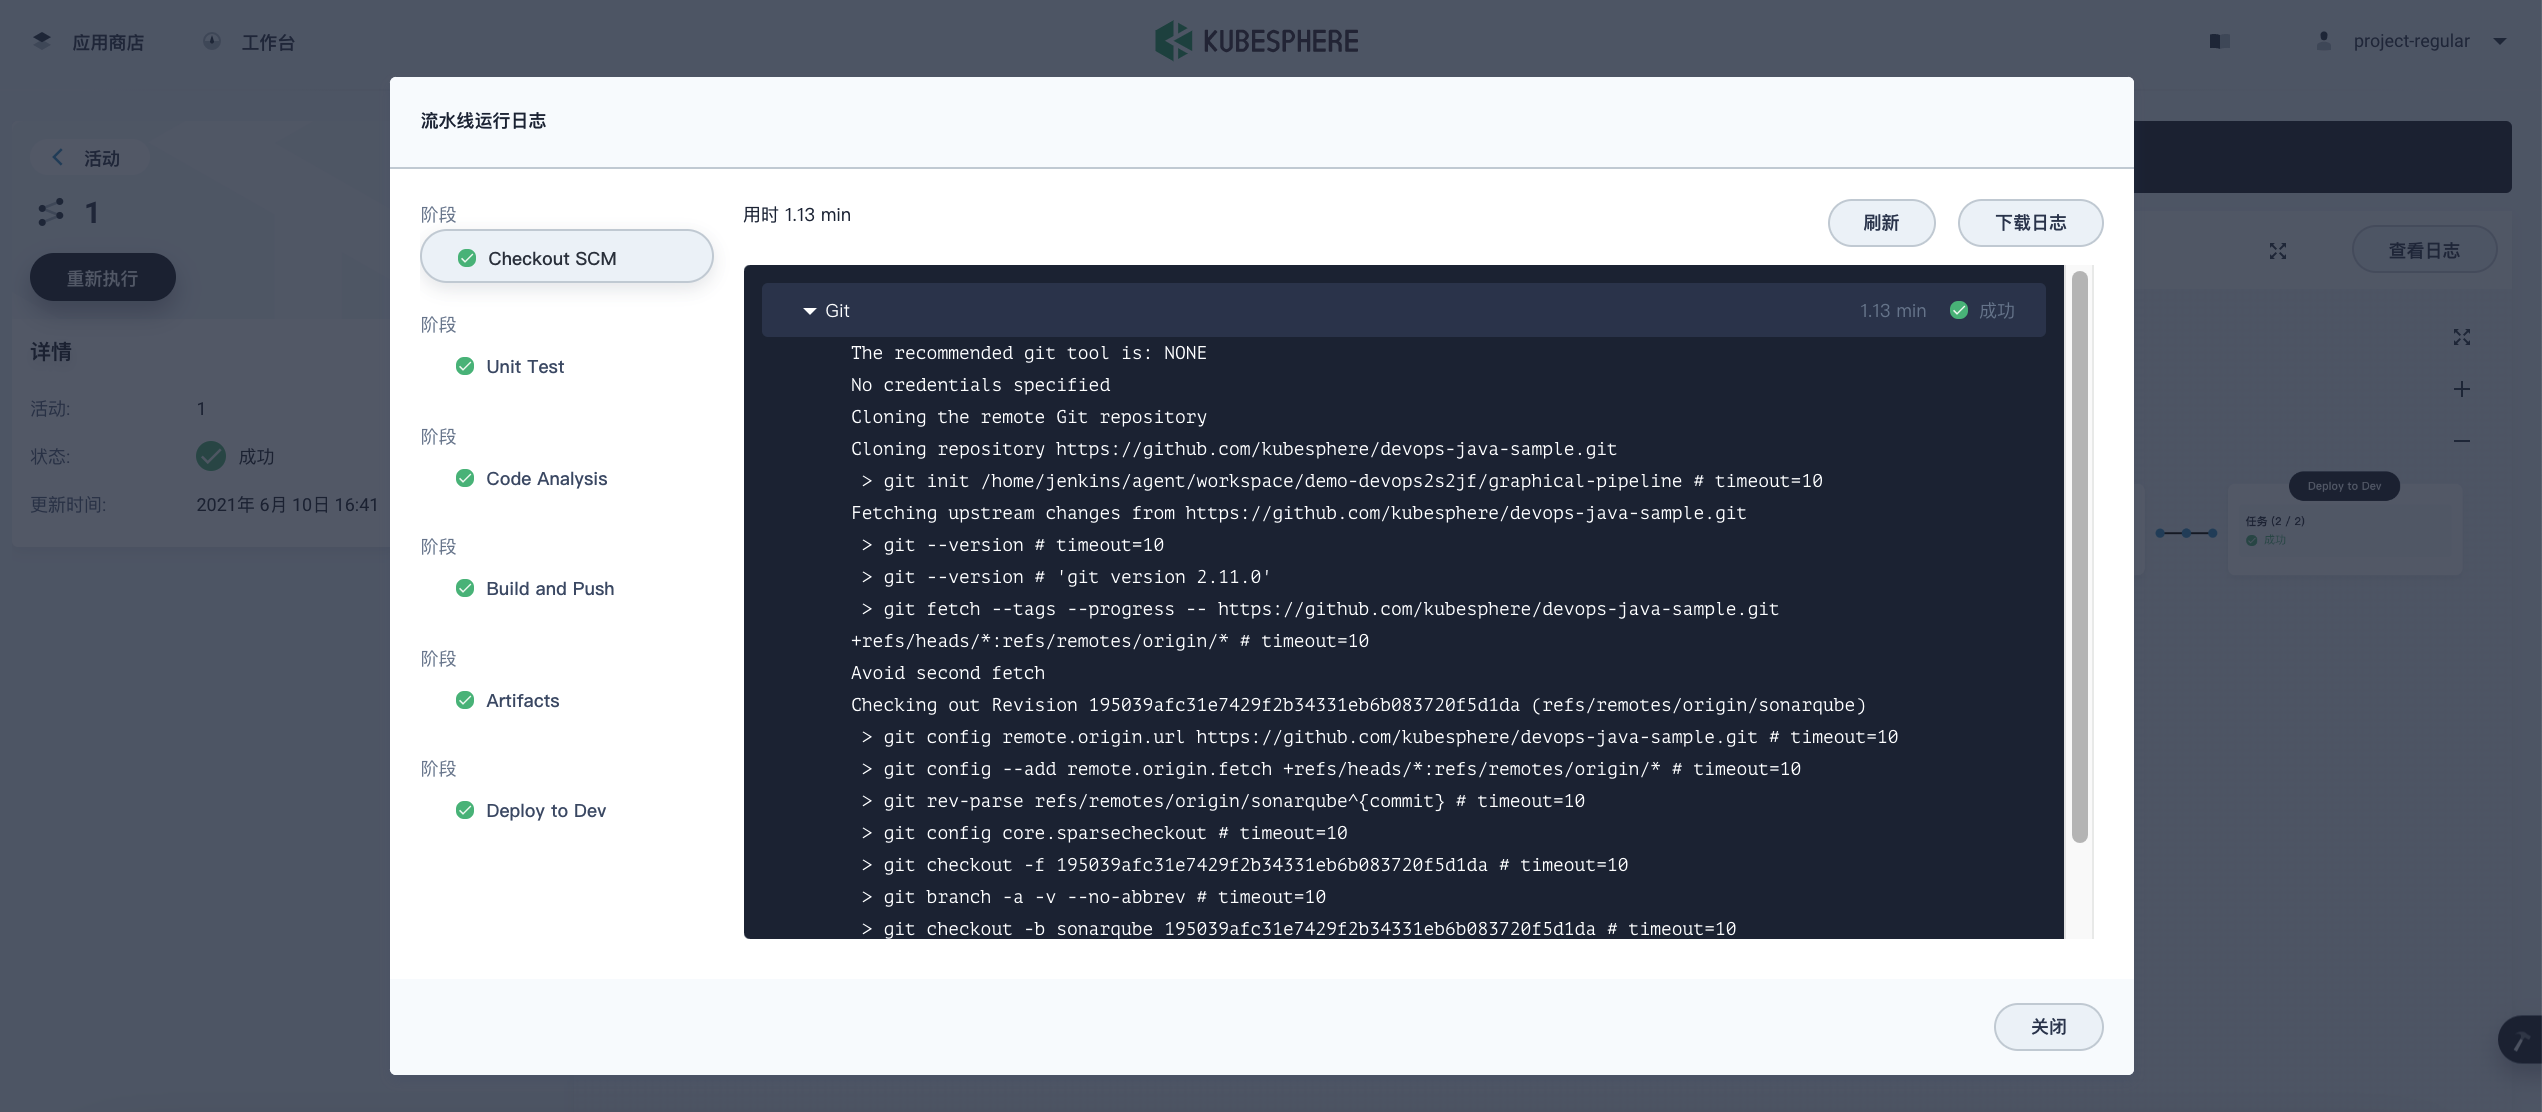 应用商店
工作台
KUBESPHERE
project-regular
流水线运行日志
活动
1
重新执行
详情
活动:
1
状态:
成功
更新时间:
2021年 6月 10日 16:41
阶段
Checkout SCM
阶段
Unit Test
阶段
Code Analysis
阶段
Build and Push
阶段
Artifacts
阶段
Deploy to Dev
用时 1.13 min
刷新
下载日志
Git
1.13 min
成功
The recommended git tool is: NONE
No credentials specified
Cloning the remote Git repository
Cloning repository https://github.com/kubesphere/devops-java-sample.git
> git init /home/jenkins/agent/workspace/demo-devops2s2jf/graphical-pipeline # timeout=10
Fetching upstream changes from https://github.com/kubesphere/devops-java-sample.git
> git --version # timeout=10
> git --version # 'git version 2.11.0'
> git fetch --tags --progress -- https://github.com/kubesphere/devops-java-sample.git
+refs/heads/*:refs/remotes/origin/* # timeout=10
Avoid second fetch
Checking out Revision 195039afc31e7429f2b34331eb6b083720f5d1da (refs/remotes/origin/sonarqube)
> git config remote.origin.url https://github.com/kubesphere/devops-java-sample.git # timeout=10
> git config --add remote.origin.fetch +refs/heads/*:refs/remotes/origin/* # timeout=10
> git rev-parse refs/remotes/origin/sonarqube^{commit} # timeout=10
> git config core.sparsecheckout # timeout=10
> git checkout -f 195039afc31e7429f2b34331eb6b083720f5d1da # timeout=10
> git branch -a -v --no-abbrev # timeout=10
> git checkout -b sonarqube 195039afc31e7429f2b34331eb6b083720f5d1da # timeout=10
查看日志
Deploy to Dev
任务 (2 / 2)
成功
关闭